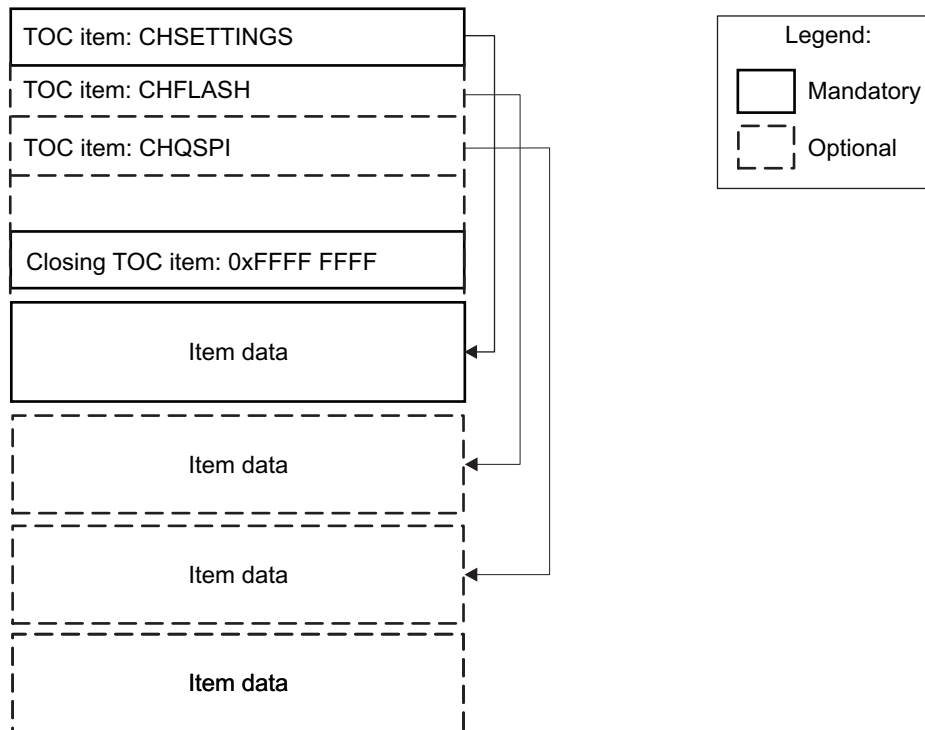 TOC item: CHSETTINGS
TOC item: CHFLASH
TOC item: CHQSPI
Closing TOC item: 0xFFFF FFFF
Item data
Item data
Item data
Item data
Legend:
Mandatory
Optional